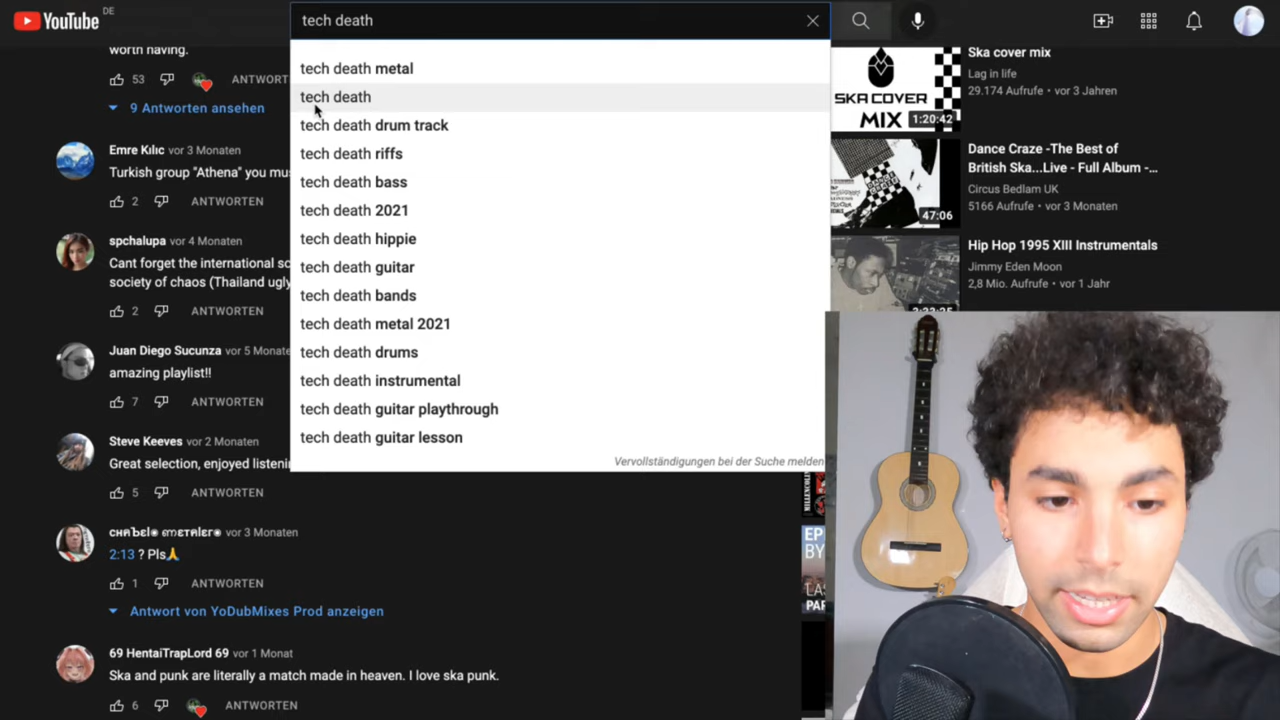 YouTube DE
tech death
worth having.
53 ANTWORT
9 Antworten ansehen
Emre Kılıc vor 3 Monaten
Turkish group "Athena" you mus
2 ANTWORTEN
spchalupa vor 4 Monaten
Cant forget the international sc
society of chaos (Thailand ugly
2 ANTWORTEN
Juan Diego Sucunza vor 5 Monate
amazing playlist!!
7 ANTWORTEN
Steve Keeves vor 2 Monaten
Great selection, enjoyed listeni
5 ANTWORTEN
vor 3 Monaten
2:13 ? Pls🙏
1 ANTWORTEN
Antwort von YoDubMixes Prod anzeigen
69 HentaiTrapLord 69 vor 1 Monat
Ska and punk are literally a match made in heaven. I love ska punk.
6 ANTWORTEN
tech death metal
tech death
tech death drum track
tech death riffs
tech death bass
tech death 2021
tech death hippie
tech death guitar
tech death bands
tech death metal 2021
tech death drums
tech death instrumental
tech death guitar playthrough
tech death guitar lesson
Vervollständigungen bei der Suche melden
SKA COVER
MIX 1:20:42
Ska cover mix
Lag in life
29.174 Aufrufe • vor 3 Jahren
47:06
Dance Craze -The Best of
British Ska...Live - Full Album -...
Circus Bedlam UK
5166 Aufrufe • vor 3 Monaten
Hip Hop 1995 XIII Instrumentals
Jimmy Eden Moon
2,8 Mio. Aufrufe • vor 1 Jahr
EP
BY
LAS
PAR